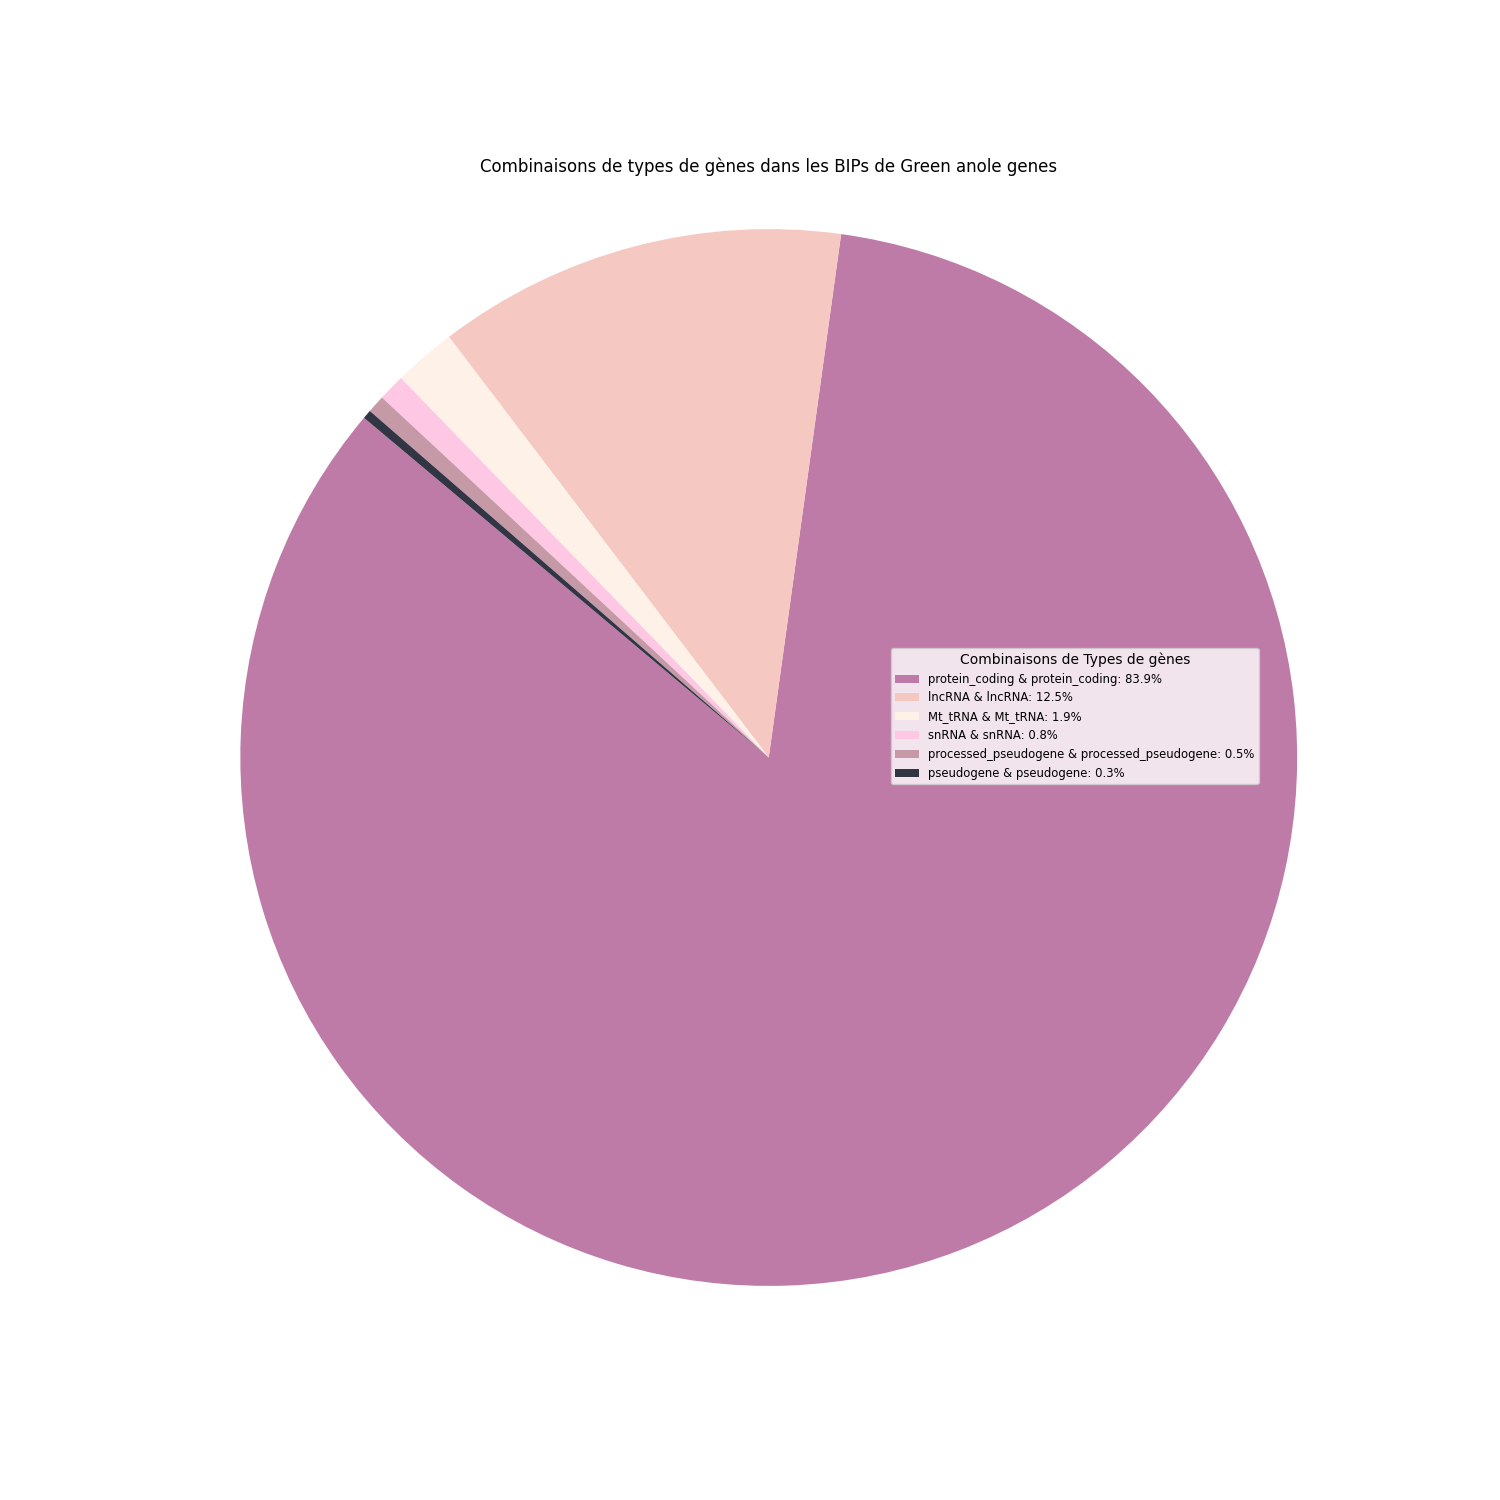 Combinaisons de types de gènes dans les BIPs de Green anole genes
Combinaisons de Types de gènes
protein_coding & protein_coding: 83.9%
lncRNA & lncRNA: 12.5%
Mt_tRNA & Mt_tRNA: 1.9%
snRNA & snRNA: 0.8%
processed_pseudogene & processed_pseudogene: 0.5%
pseudogene & pseudogene: 0.3%